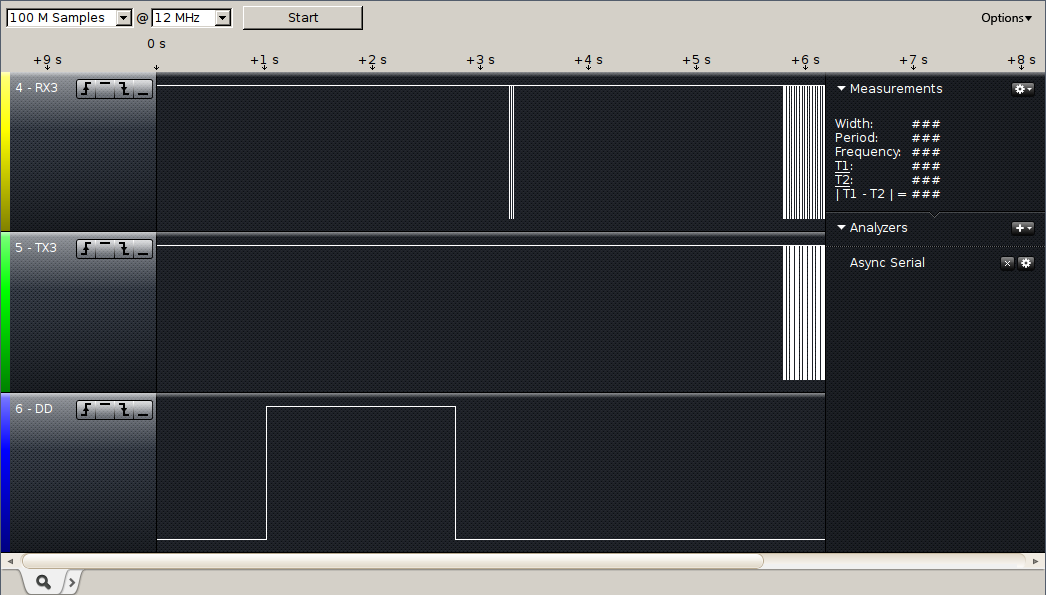 100 M Samples @ 12 MHz Start Options▾
0 s
+9 s +1 s +2 s +3 s +4 s +5 s +6 s +7 s +8 s
4 - RX3
5 - TX3
6 - DD
Measurements
Width: ###
Period: ###
Frequency: ###
T1: ###
T2: ###
| T1 - T2 | = ###
Analyzers
Async Serial